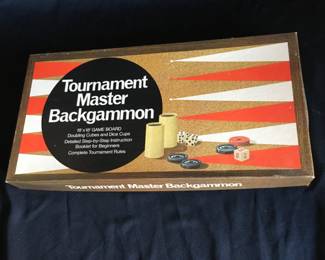 Tournament
Master
Backgammon
18"x18" GAME BOARD
Doubling Cubes and Dice Cups
Detailed Step-by-Step Instruction
Booklet for Beginners
Complete Tournament Rules
Tournament Master Backgammon